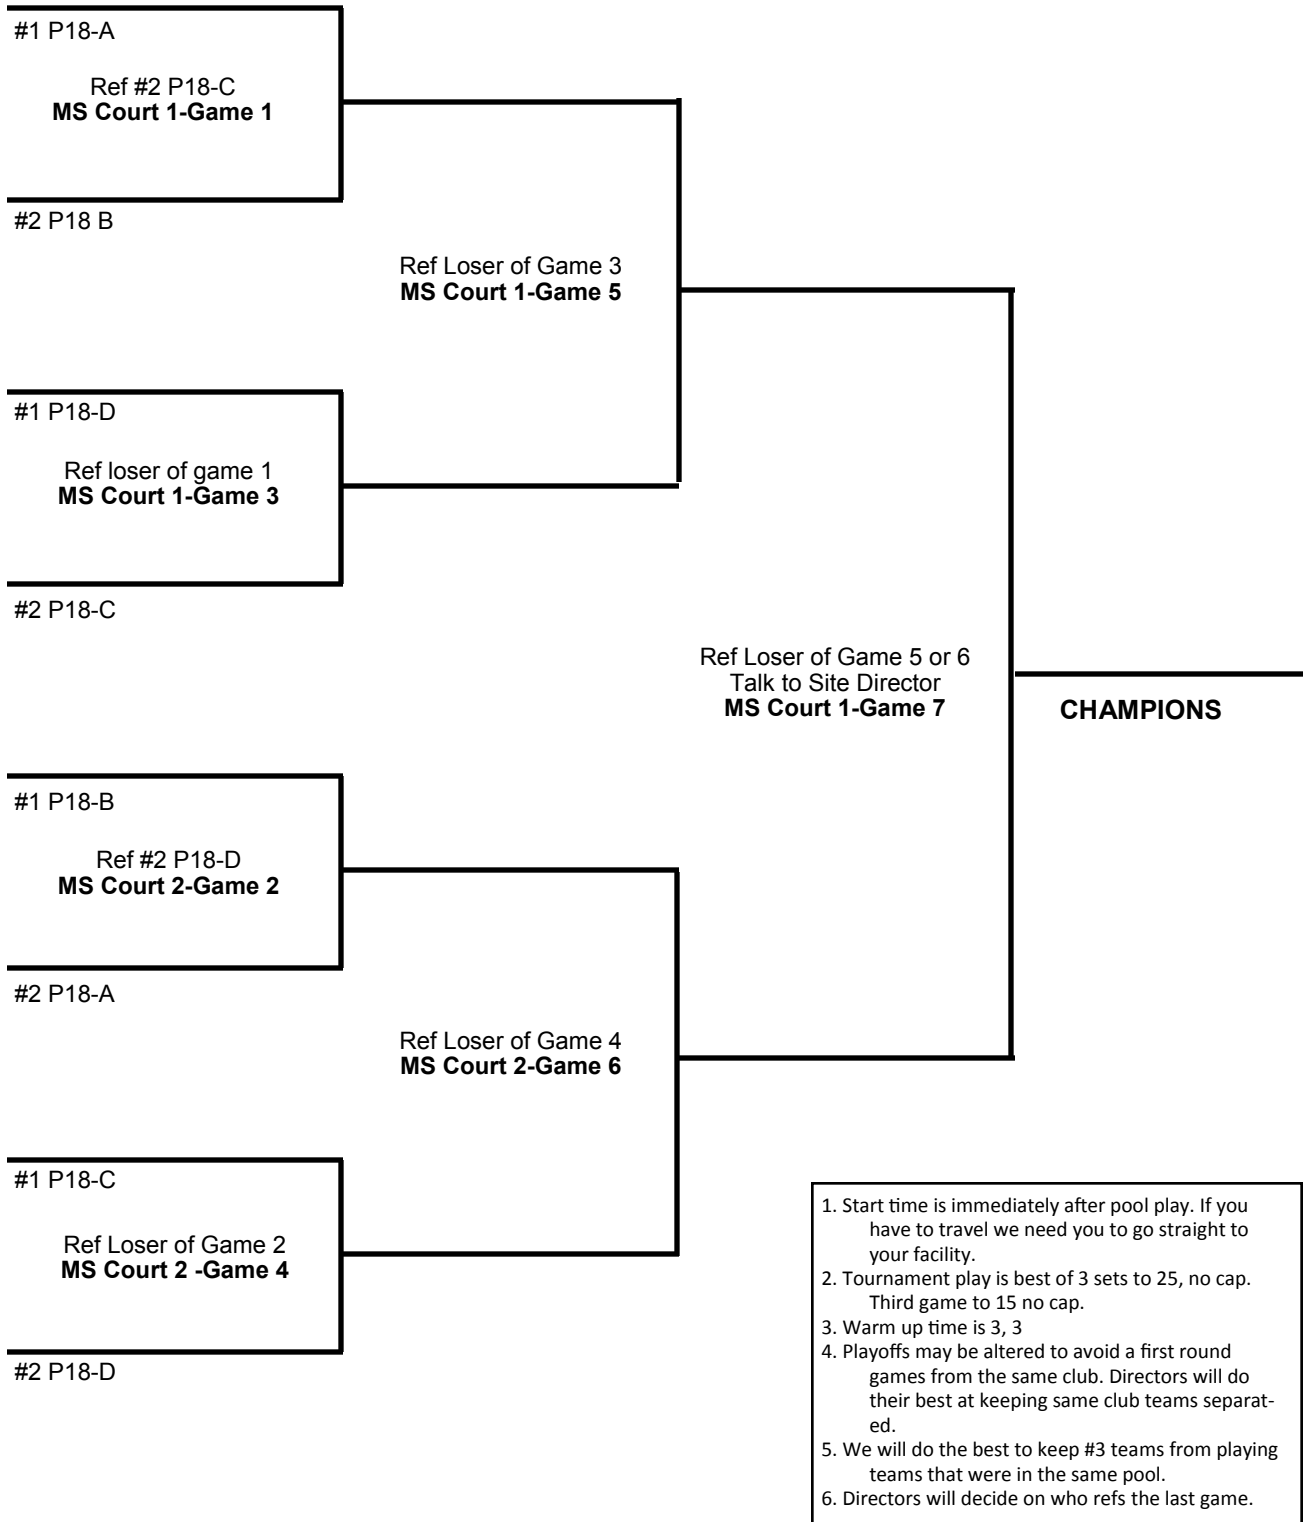 #1 P18-A
Ref #2 P18-C
MS Court 1-Game 1
#2 P18 B
Ref Loser of Game 3
MS Court 1-Game 5
#1 P18-D
Ref loser of game 1
MS Court 1-Game 3
#2 P18-C
Ref Loser of Game 5 or 6
Talk to Site Director
MS Court 1-Game 7
CHAMPIONS
#1 P18-B
Ref #2 P18-D
MS Court 2-Game 2
#2 P18-A
Ref Loser of Game 4
MS Court 2-Game 6
#1 P18-C
Ref Loser of Game 2
MS Court 2 -Game 4
#2 P18-D
1. Start time is immediately after pool play. If you
have to travel we need you to go straight to
your facility.
2. Tournament play is best of 3 sets to 25, no cap.
Third game to 15 no cap.
3. Warm up time is 3, 3
4. Playoffs may be altered to avoid a first round
games from the same club. Directors will do
their best at keeping same club teams separat-
ed.
5. We will do the best to keep #3 teams from playing
teams that were in the same pool.
6. Directors will decide on who refs the last game.